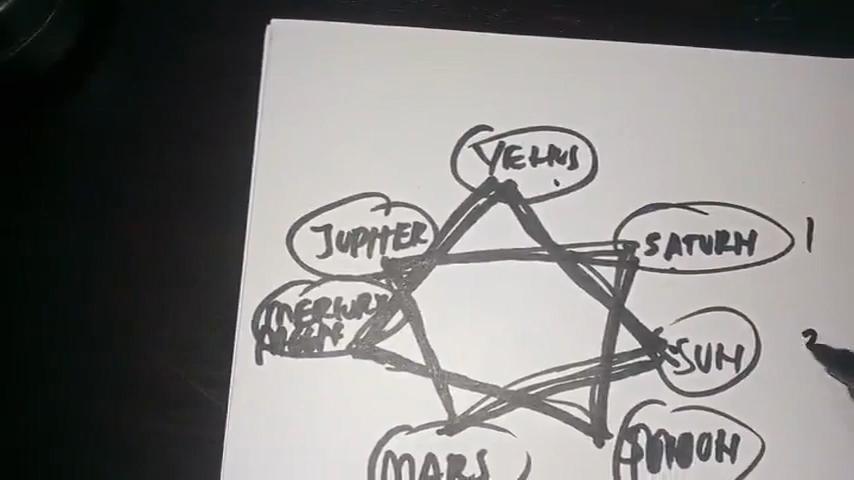 VENUS
JUPITER
SATURN 1
MERCURY
SUN 2
MOON
MARS